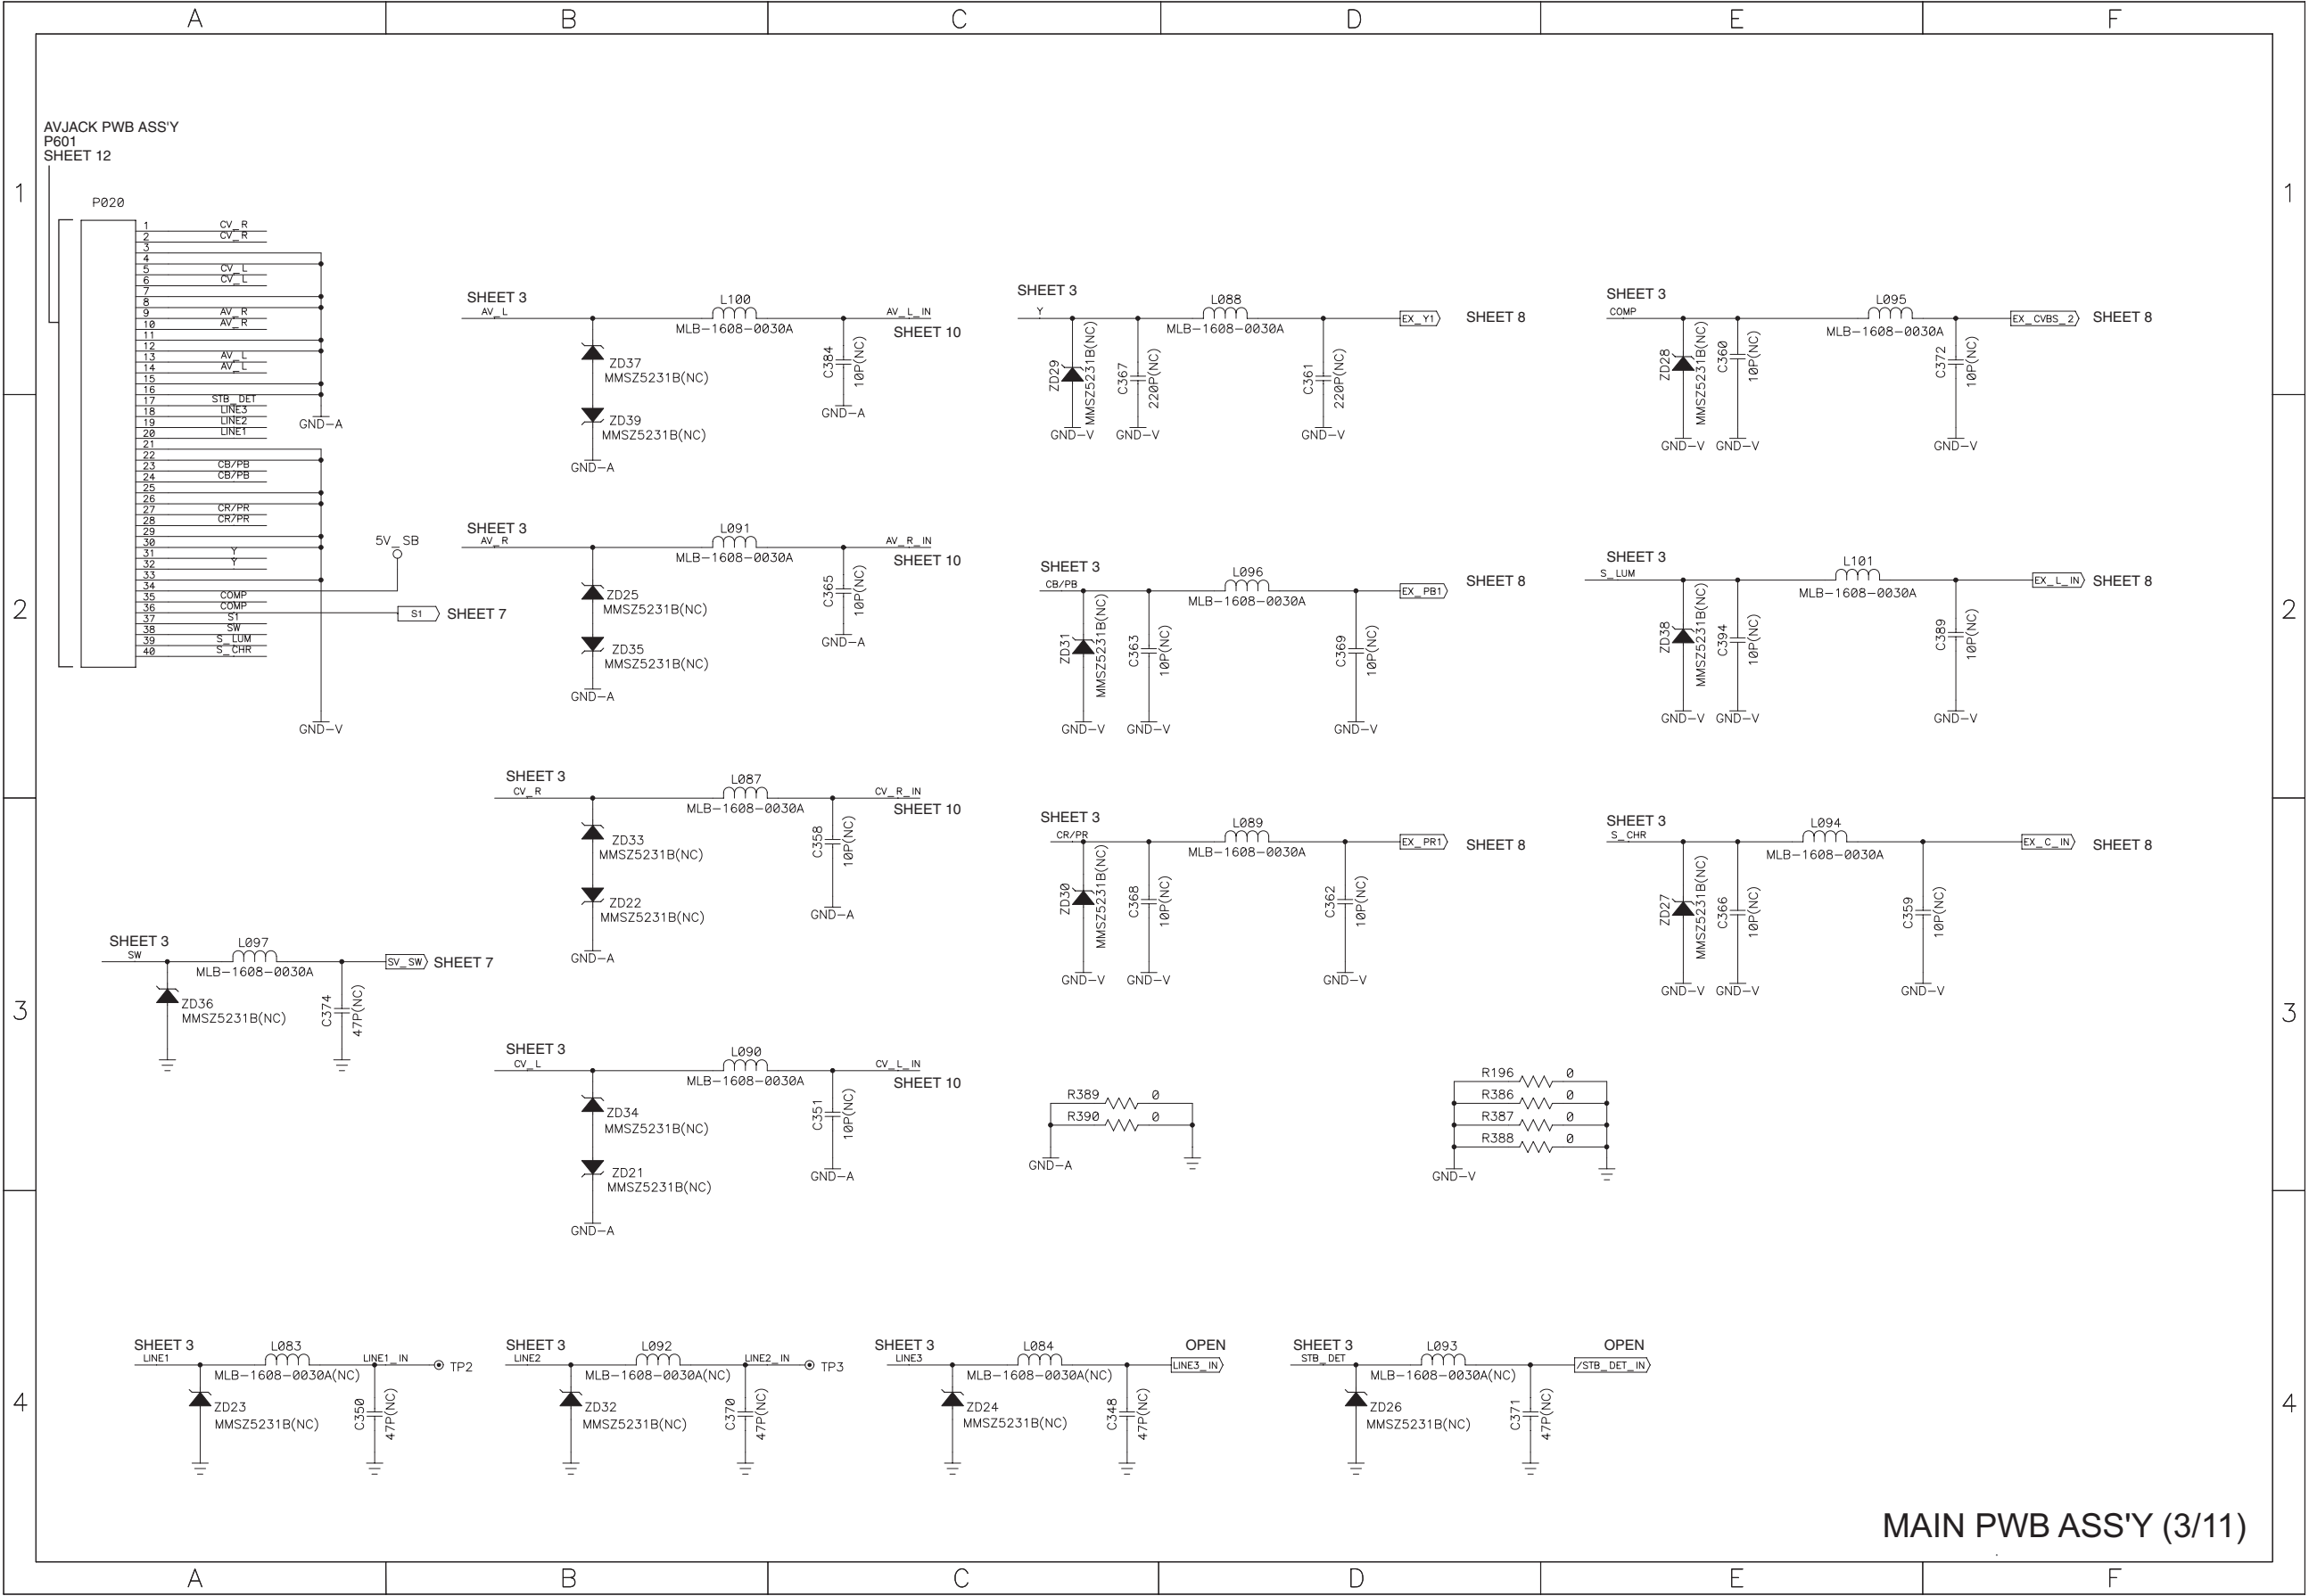 A B C D E F
1
2
3
4
AVJACK PWB ASS'Y
P601
SHEET 12
P020
1 CV_R
2 CV_R
3
4
5 CV_L
6 CV_L
7
8
9 AV_R
10 AV_R
11
12
13 AV_L
14 AV_L
15
16
17 STB_DET
18 LINE3
19 LINE2
20 LINE1
21
22
23 CB/PB
24 CB/PB
25
26
27 CR/PR
28 CR/PR
29
30
31 Y
32 Y
33
34
35 COMP
36 COMP
37 S1
38 SW
39 S_LUM
40 S_CHR
GND-A
GND-V
5V_SB
S1 SHEET 7
SHEET 3
AV_L
L100
MLB-1608-0030A
AV_L_IN
SHEET 10
ZD37
MMSZ5231B(NC)
ZD39
MMSZ5231B(NC)
GND-A
C384
10P(NC)
GND-A
SHEET 3
Y
L088
MLB-1608-0030A
EX_Y1 SHEET 8
ZD29
MMSZ5231B(NC)
C367
220P(NC)
C361
220P(NC)
GND-V GND-V GND-V
SHEET 3
COMP
L095
MLB-1608-0030A
EX_CVBS_2 SHEET 8
ZD28
MMSZ5231B(NC)
C360
10P(NC)
C372
10P(NC)
GND-V GND-V GND-V
SHEET 3
AV_R
L091
MLB-1608-0030A
AV_R_IN
SHEET 10
ZD25
MMSZ5231B(NC)
ZD35
MMSZ5231B(NC)
GND-A
C365
10P(NC)
GND-A
SHEET 3
CB/PB
L096
MLB-1608-0030A
EX_PB1 SHEET 8
ZD31
MMSZ5231B(NC)
C363
10P(NC)
C369
10P(NC)
GND-V GND-V GND-V
SHEET 3
S_LUM
L101
MLB-1608-0030A
EX_L_IN SHEET 8
ZD38
MMSZ5231B(NC)
C394
10P(NC)
C389
10P(NC)
GND-V GND-V GND-V
SHEET 3
CV_R
L087
MLB-1608-0030A
CV_R_IN
SHEET 10
ZD33
MMSZ5231B(NC)
ZD22
MMSZ5231B(NC)
GND-A
C358
10P(NC)
GND-A
SHEET 3
CR/PR
L089
MLB-1608-0030A
EX_PR1 SHEET 8
ZD30
MMSZ5231B(NC)
C368
10P(NC)
C362
10P(NC)
GND-V GND-V GND-V
SHEET 3
S_CHR
L094
MLB-1608-0030A
EX_C_IN SHEET 8
ZD27
MMSZ5231B(NC)
C366
10P(NC)
C359
10P(NC)
GND-V GND-V GND-V
SHEET 3
SW
L097
MLB-1608-0030A
SV_SW SHEET 7
ZD36
MMSZ5231B(NC)
C374
47P(NC)
SHEET 3
CV_L
L090
MLB-1608-0030A
CV_L_IN
SHEET 10
ZD34
MMSZ5231B(NC)
ZD21
MMSZ5231B(NC)
GND-A
C351
10P(NC)
GND-A
R389 0
R390 0
GND-A
R196 0
R386 0
R387 0
R388 0
GND-V
SHEET 3
LINE1
L083
MLB-1608-0030A(NC)
LINE1_IN
TP2
ZD23
MMSZ5231B(NC)
C350
47P(NC)
SHEET 3
LINE2
L092
MLB-1608-0030A(NC)
LINE2_IN
TP3
ZD32
MMSZ5231B(NC)
C370
47P(NC)
SHEET 3
LINE3
L084
MLB-1608-0030A(NC)
OPEN
LINE3_IN
ZD24
MMSZ5231B(NC)
C348
47P(NC)
SHEET 3
STB_DET
L093
MLB-1608-0030A(NC)
OPEN
/STB_DET_IN
ZD26
MMSZ5231B(NC)
C371
47P(NC)
1
2
3
4
MAIN PWB ASS'Y (3/11)
A B C D E F